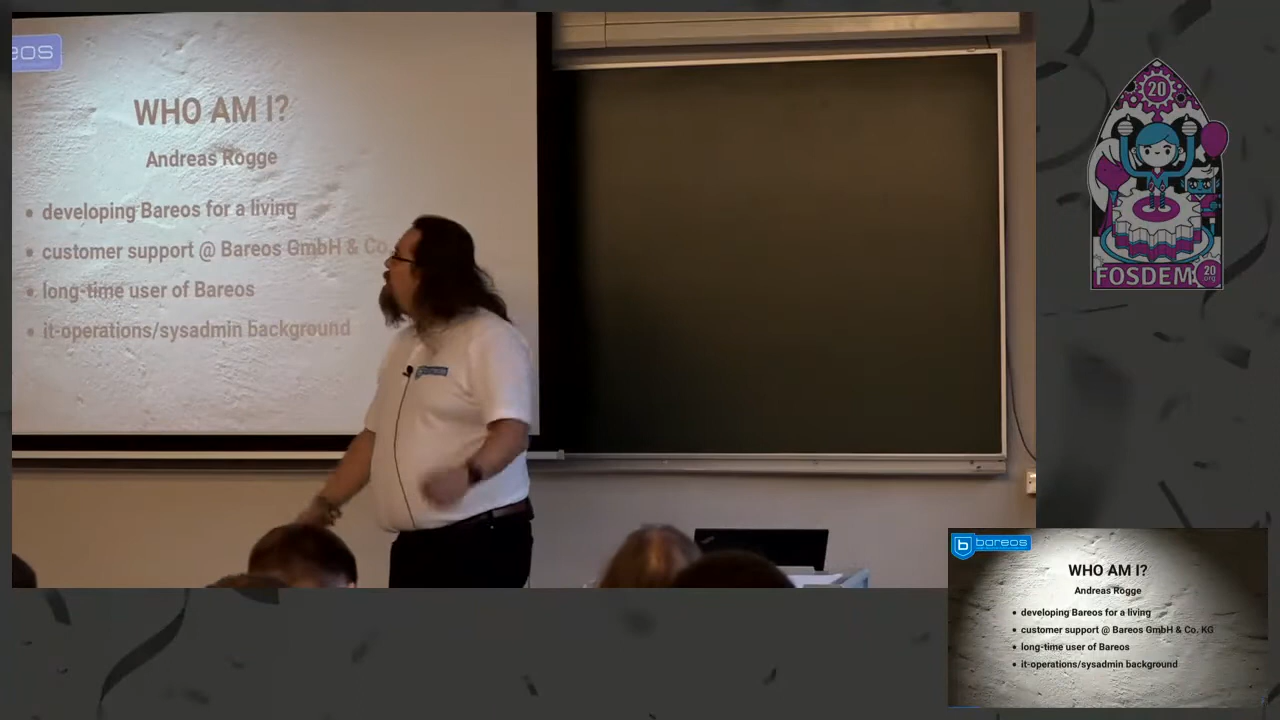 eos
WHO AM I?
Andreas Rogge
• developing Bareos for a living
• customer support @ Bareos GmbH & Co.
• long-time user of Bareos
• it-operations/sysadmin background
bareos
20
FOSDEM
20
.org
b bareos
WHO AM I?
Andreas Rogge
• developing Bareos for a living
• customer support @ Bareos GmbH & Co. KG
• long-time user of Bareos
• it-operations/sysadmin background